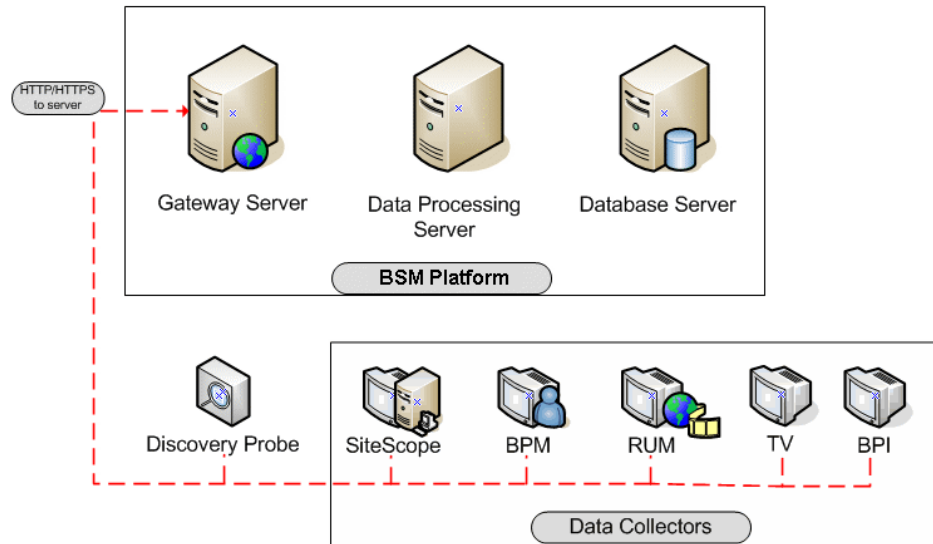 HTTP/HTTPS
to server
Gateway Server
Data Processing
Server
Database Server
BSM Platform
Discovery Probe
SiteScope
BPM
RUM
TV
BPI
Data Collectors